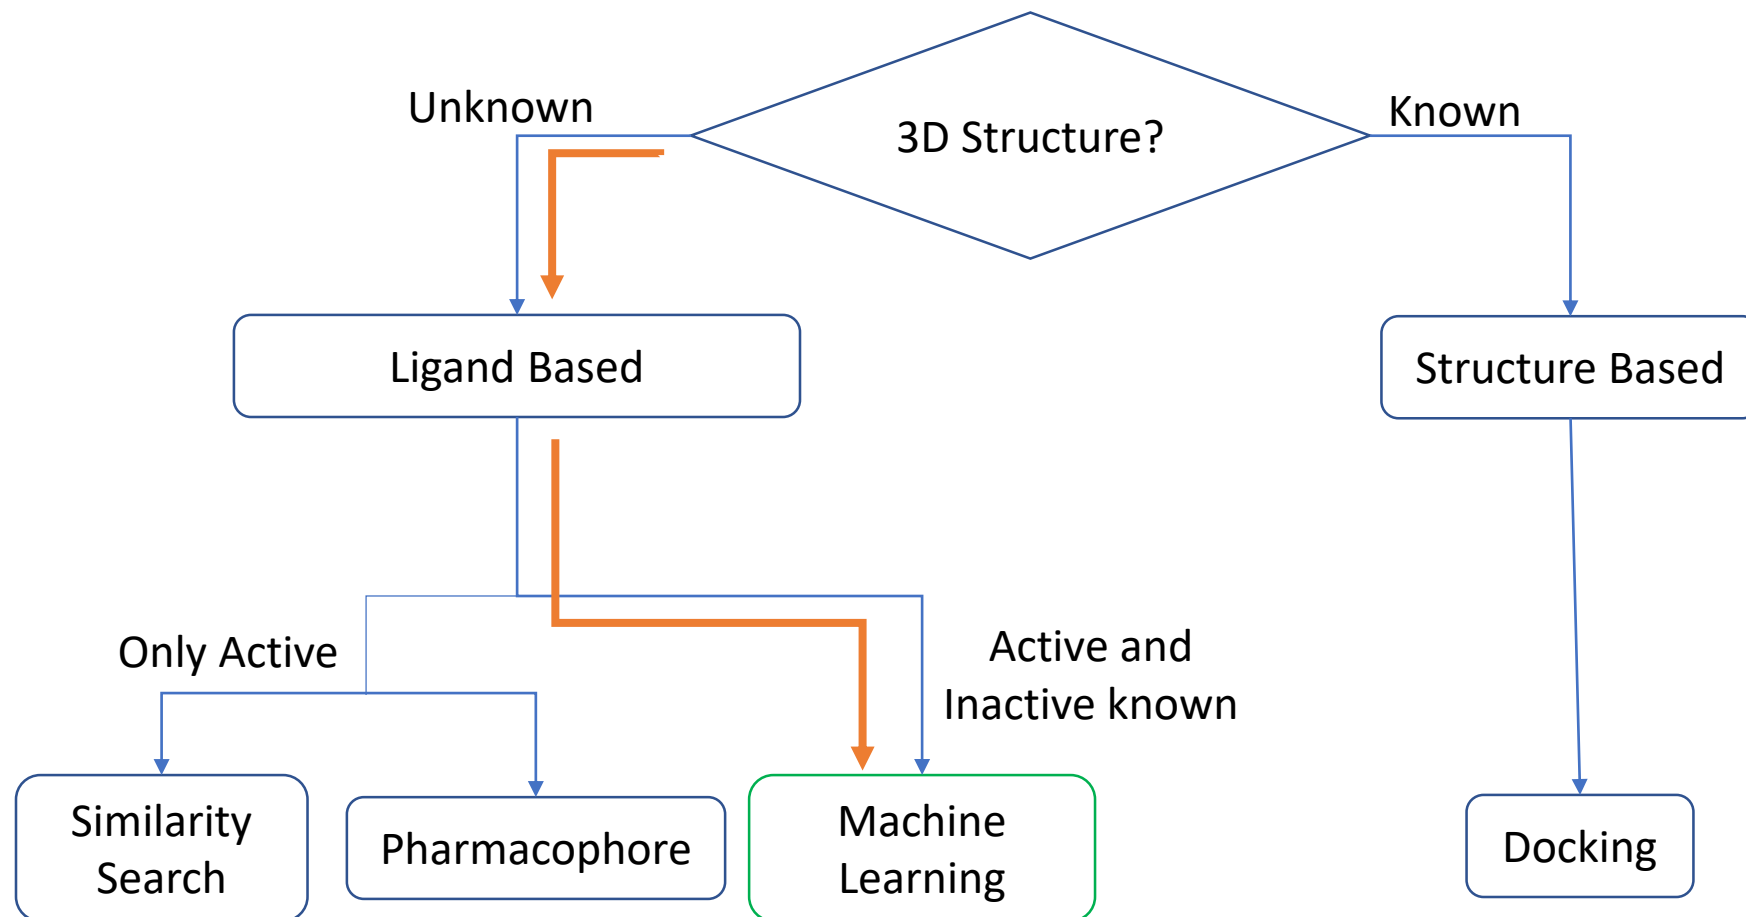 Unknown
3D Structure?
Known
Ligand Based
Structure Based
Only Active
Active and
Inactive known
Similarity
Search
Pharmacophore
Machine
Learning
Docking